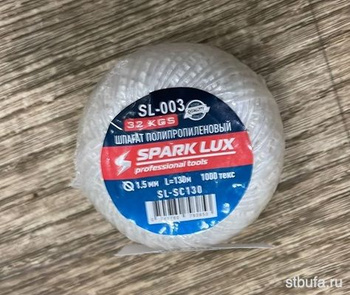 SL-003
32 KGS
ШПАГАТ ПОЛИПРОПИЛЕНОВЫЙ
SPARK LUX
professional tools
1.5 мм L=130м 1000 текс
SL-SC130
stbufa.ru